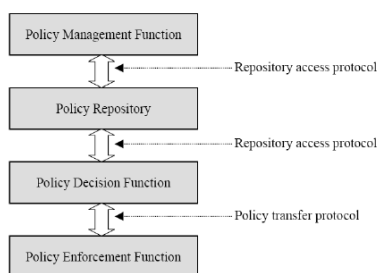 Policy Management Function
Repository access protocol
Policy Repository
Repository access protocol
Policy Decision Function
Policy transfer protocol
Policy Enforcement Function